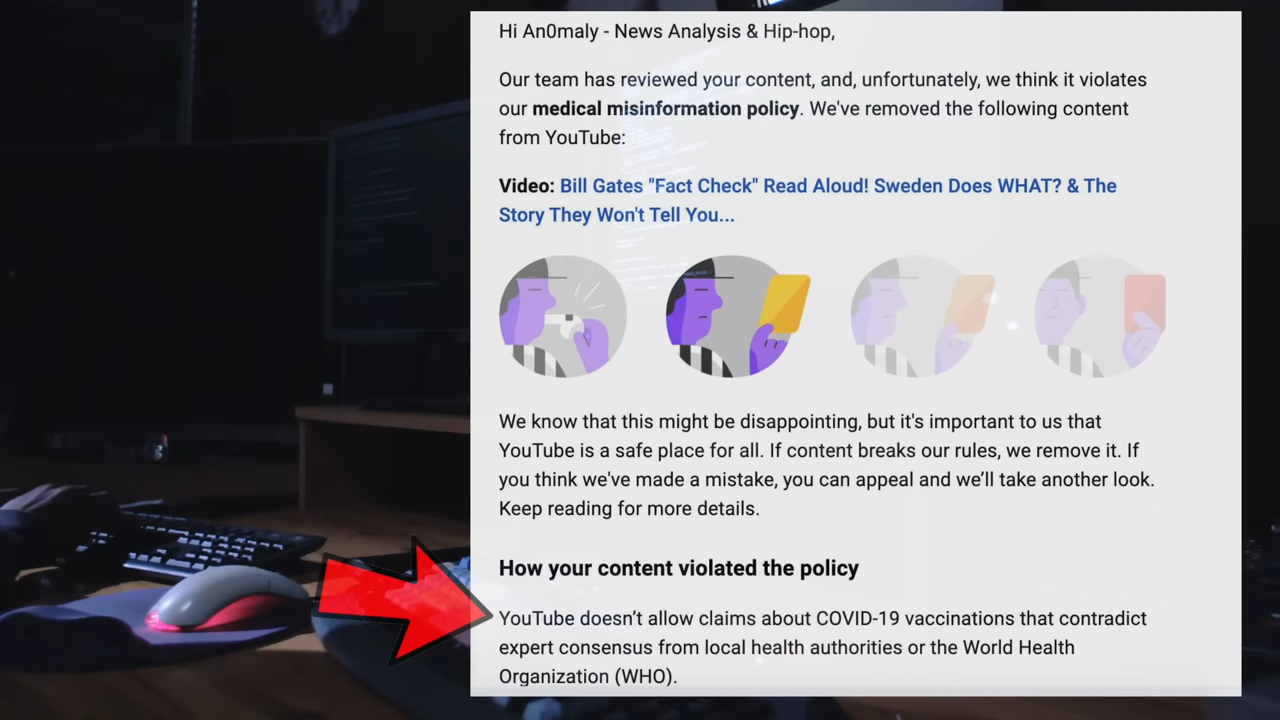 Hi An0maly - News Analysis & Hip-hop,
Our team has reviewed your content, and, unfortunately, we think it violates
our medical misinformation policy. We've removed the following content
from YouTube:
Video: Bill Gates "Fact Check" Read Aloud! Sweden Does WHAT? & The
Story They Won't Tell You...
We know that this might be disappointing, but it's important to us that
YouTube is a safe place for all. If content breaks our rules, we remove it. If
you think we've made a mistake, you can appeal and we’ll take another look.
Keep reading for more details.
How your content violated the policy
YouTube doesn’t allow claims about COVID-19 vaccinations that contradict
expert consensus from local health authorities or the World Health
Organization (WHO).